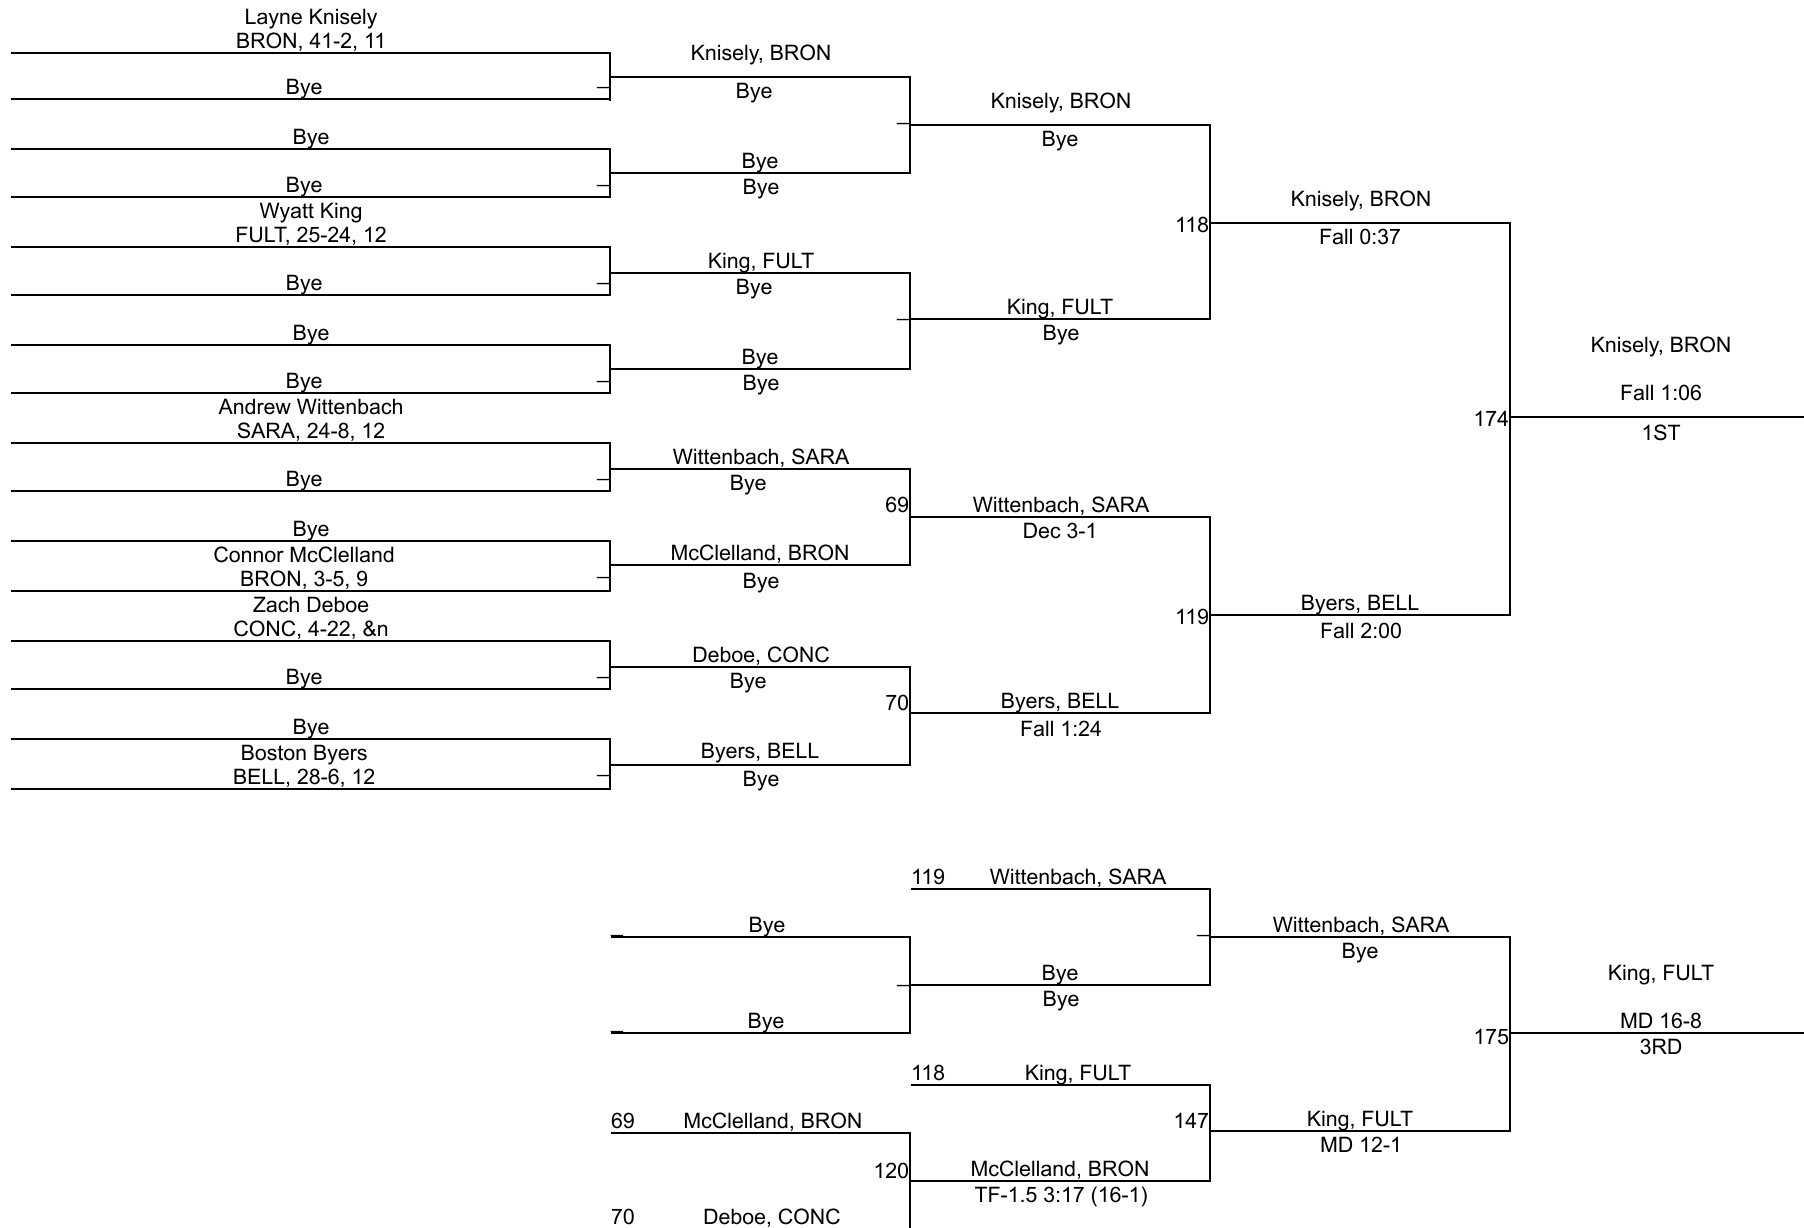 Layne Knisely
BRON, 41-2, 11
Bye
Knisely, BRON
Bye
Bye
Bye
Bye
Bye
Knisely, BRON
Bye
Wyatt King
FULT, 25-24, 12
Bye
King, FULT
Bye
Bye
Bye
Bye
Bye
King, FULT
Bye
118
Knisely, BRON
Fall 0:37
Andrew Wittenbach
SARA, 24-8, 12
Bye
Wittenbach, SARA
Bye
Bye
Connor McClelland
BRON, 3-5, 9
McClelland, BRON
Bye
69
Wittenbach, SARA
Dec 3-1
Zach Deboe
CONC, 4-22, &n
Bye
Deboe, CONC
Bye
Bye
Boston Byers
BELL, 28-6, 12
Byers, BELL
Bye
70
Byers, BELL
Fall 1:24
119
Byers, BELL
Fall 2:00
174
Knisely, BRON
Fall 1:06
1ST
119 Wittenbach, SARA
Bye
Bye
Bye
Bye
Wittenbach, SARA
Bye
118 King, FULT
69 McClelland, BRON
70 Deboe, CONC
120
McClelland, BRON
TF-1.5 3:17 (16-1)
147
King, FULT
MD 12-1
175
King, FULT
MD 16-8
3RD